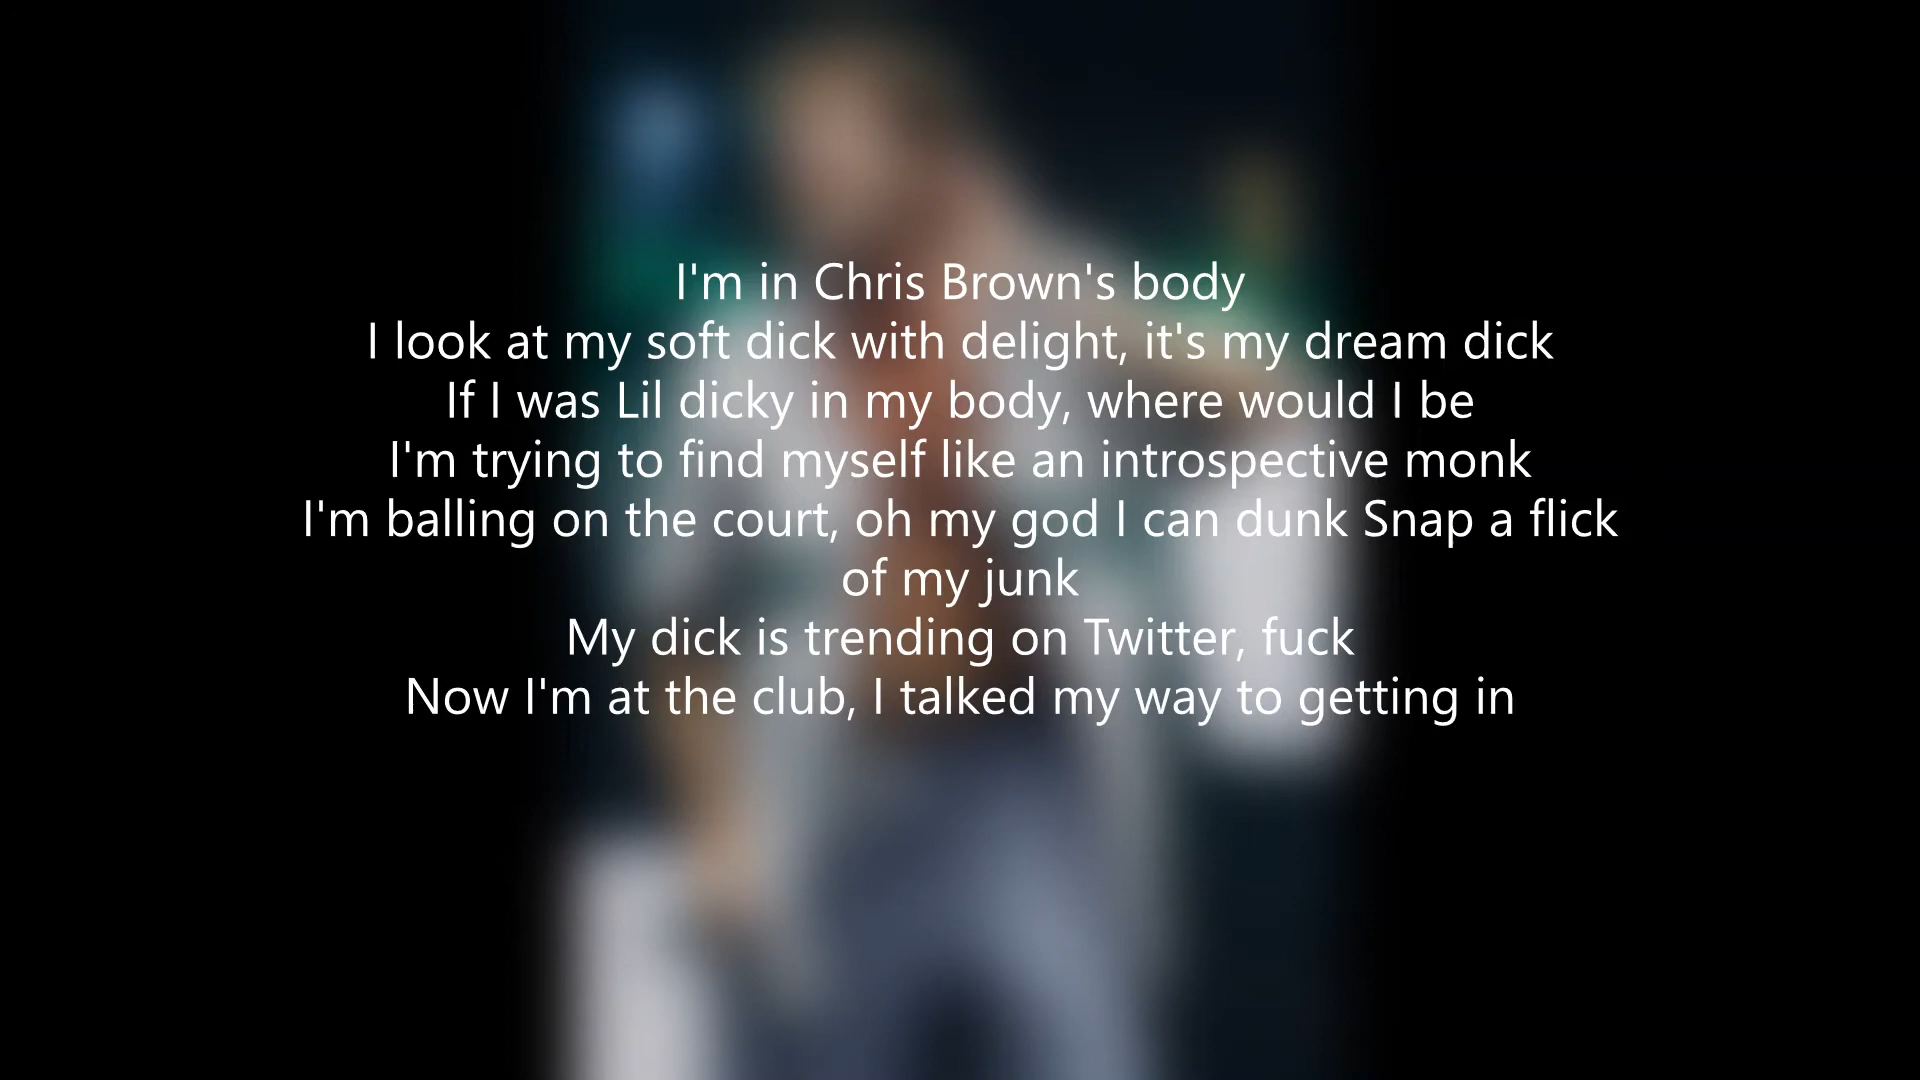 I'm in Chris Brown's body
I look at my soft dick with delight, it's my dream dick
If I was Lil dicky in my body, where would I be
I'm trying to find myself like an introspective monk
I'm balling on the court, oh my god I can dunk Snap a flick
of my junk
My dick is trending on Twitter, fuck
Now I'm at the club, I talked my way to getting in